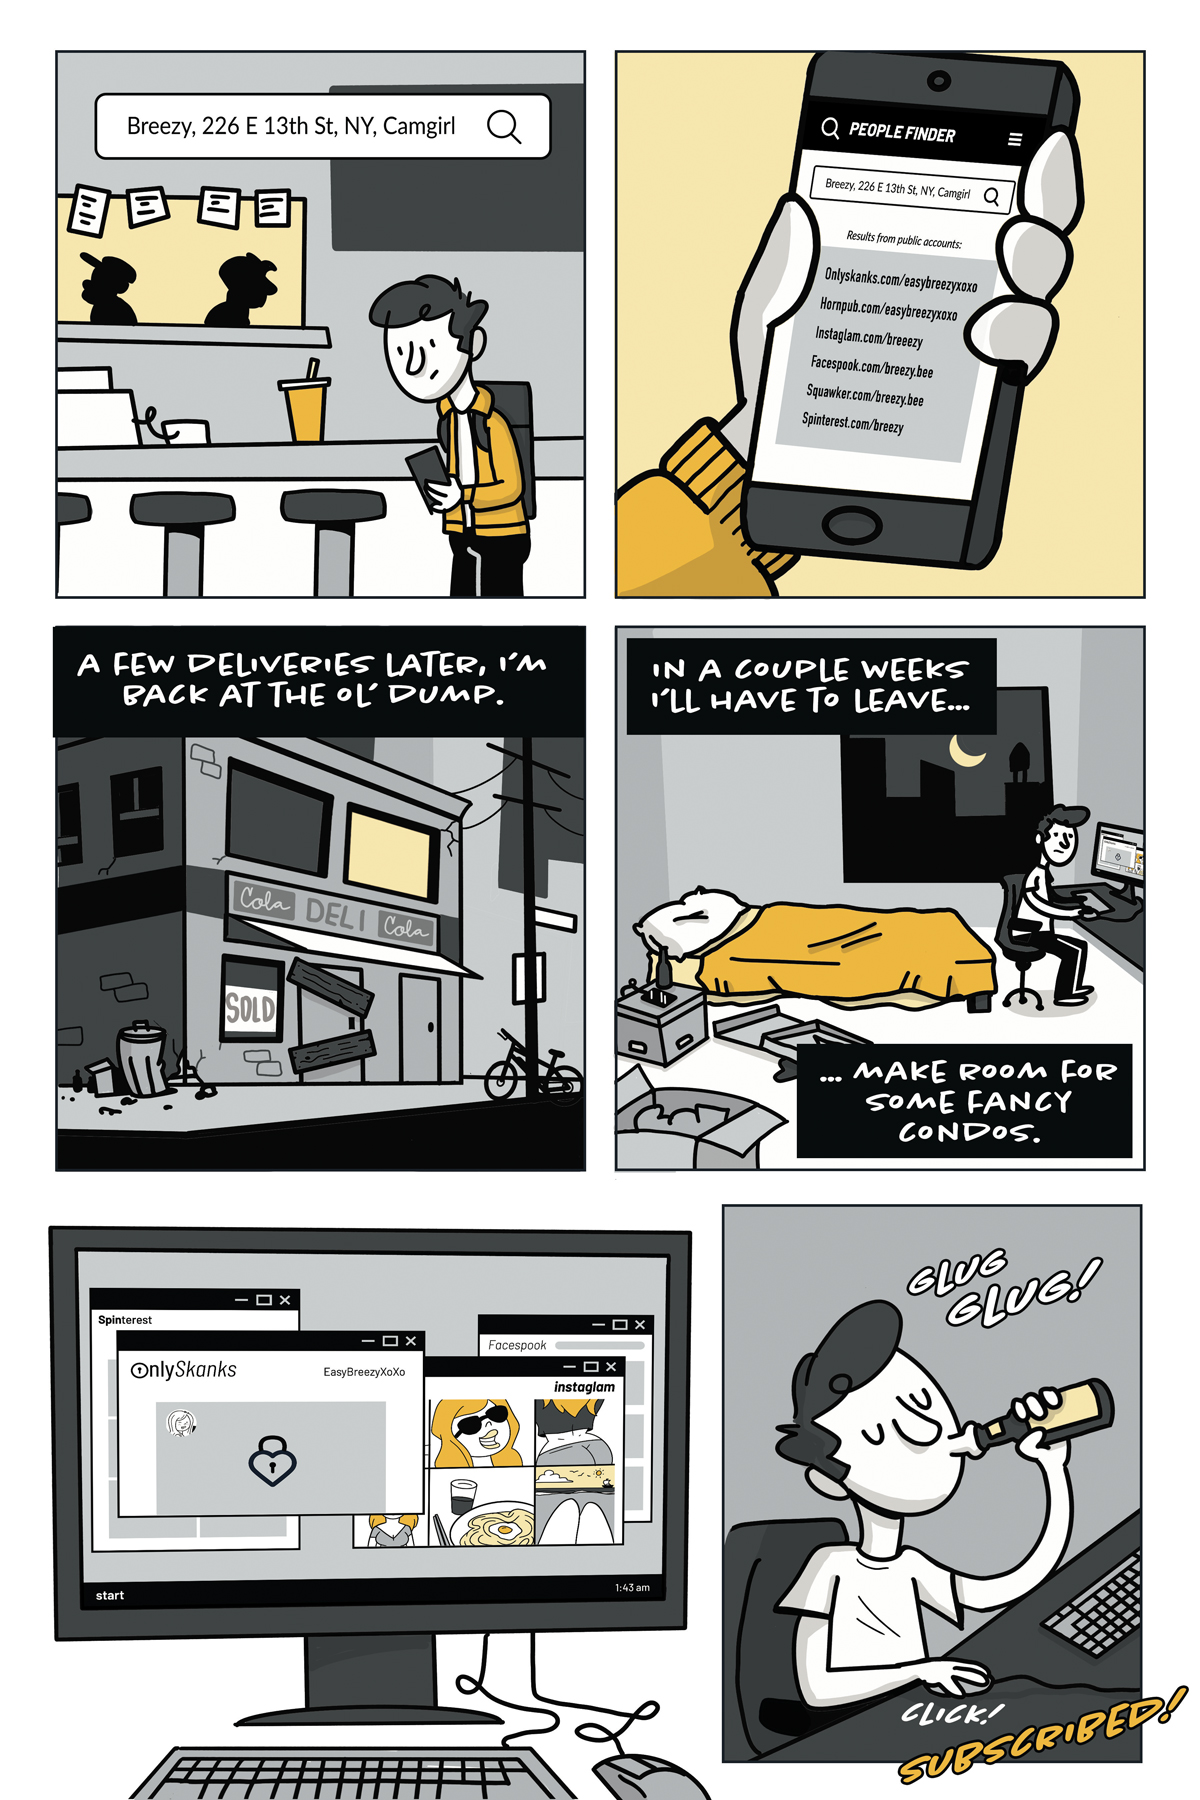 Breezy, 226 E 13th St, NY, Camgirl
PEOPLE FINDER
Breezy, 226 E 13th St, NY, Camgirl
Results from public accounts:
Onlyskanks.com/easybreezyxoxo
Hornpub.com/easybreezyxoxo
Instaglam.com/breeezy
Facespook.com/breezy.bee
Squawker.com/breezy.bee
Spinterest.com/breezy
A FEW DELIVERIES LATER, I'M
BACK AT THE OL' DUMP.
Cola DELI Cola
SOLD
IN A COUPLE WEEKS
I'LL HAVE TO LEAVE...
... MAKE ROOM FOR
SOME FANCY
CONDOS.
Spinterest
OnlySkanks
EasyBreezyXoXo
Facespook
instaglam
start
1:43 am
GLUG
GLUG!
CLICK!
SUBSCRIBED!